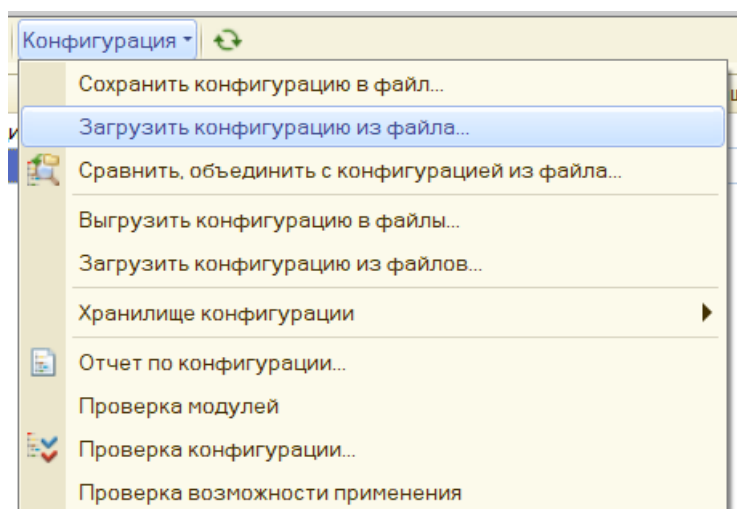 Конфигурация
Сохранить конфигурацию в файл...
Загрузить конфигурацию из файла...
Сравнить, объединить с конфигурацией из файла...
Выгрузить конфигурацию в файлы...
Загрузить конфигурацию из файлов...
Хранилище конфигурации
Отчет по конфигурации...
Проверка модулей
Проверка конфигурации...
Проверка возможности применения